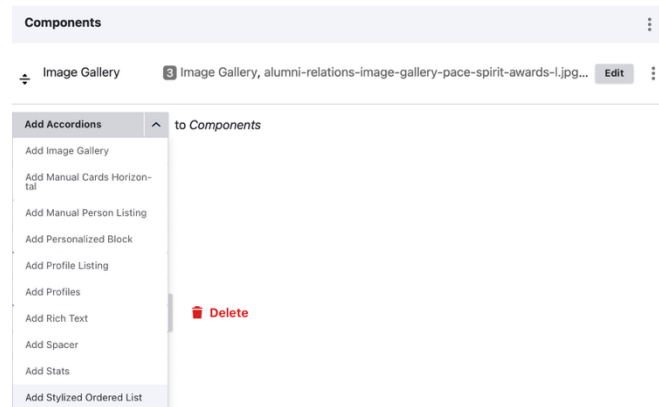 Components
Image Gallery 3 Image Gallery, alumni-relations-image-gallery-pace-spirit-awards-l.jpg... Edit
Add Accordions to Components
Add Image Gallery
Add Manual Cards Horizon-
tal
Add Manual Person Listing
Add Personalized Block
Add Profile Listing
Add Profiles
Add Rich Text
Delete
Add Spacer
Add Stats
Add Stylized Ordered List